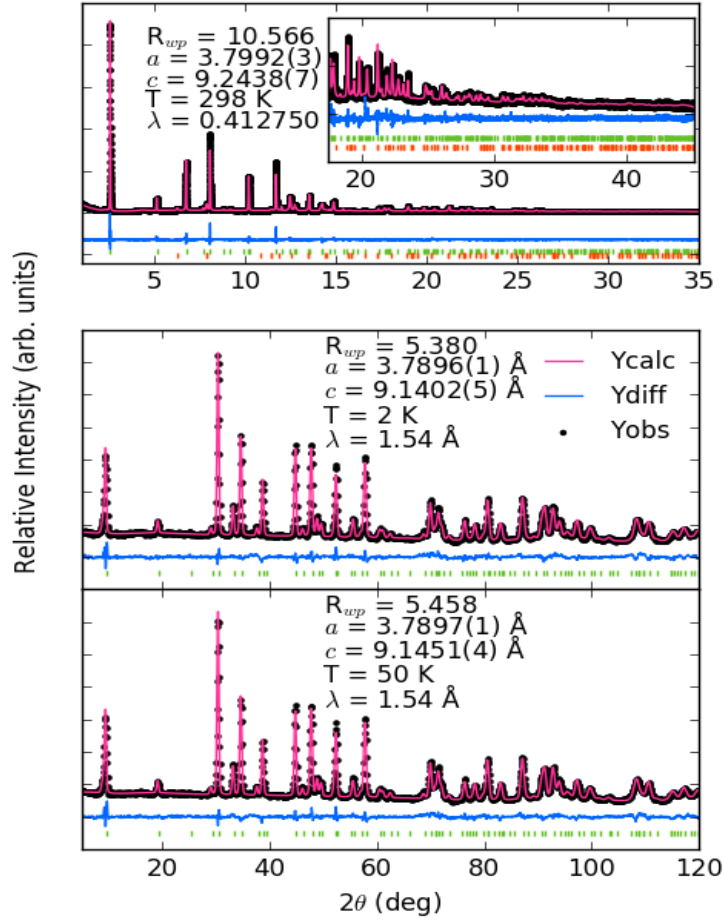 R_wp = 10.566
a = 3.7992(3)
c = 9.2438(7)
T = 298 K
λ = 0.412750
20 30 40
5 10 15 20 25 30 35
Relative Intensity (arb. units)
R_wp = 5.380
a = 3.7896(1) Å
c = 9.1402(5) Å
T = 2 K
λ = 1.54 Å
Ycalc
Ydiff
Yobs
R_wp = 5.458
a = 3.7897(1) Å
c = 9.1451(4) Å
T = 50 K
λ = 1.54 Å
20 40 60 80 100 120
2θ (deg)